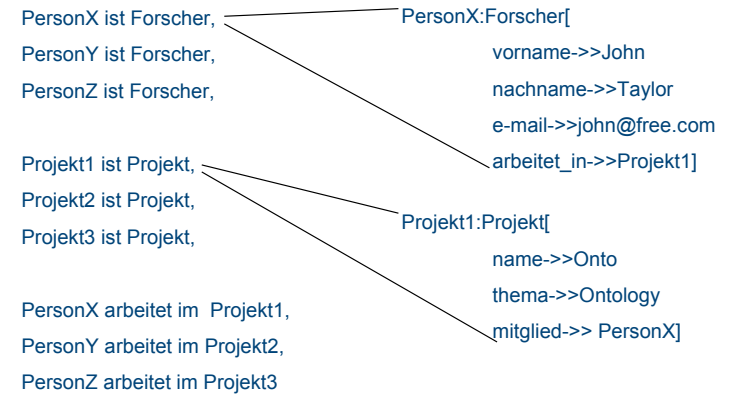 PersonX ist Forscher,
PersonY ist Forscher,
PersonZ ist Forscher,
Projekt1 ist Projekt,
Projekt2 ist Projekt,
Projekt3 ist Projekt,
PersonX arbeitet im  Projekt1,
PersonY arbeitet im Projekt2,
PersonZ arbeitet im Projekt3
PersonX:Forscher[
vorname->>John
nachname->>Taylor
e-mail->>john@free.com
arbeitet_in->>Projekt1]
Projekt1:Projekt[
name->>Onto
thema->>Ontology
mitglied->> PersonX]